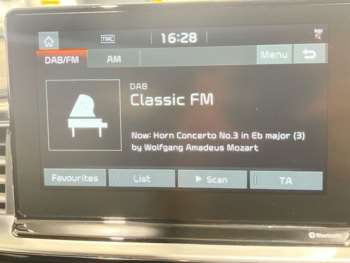 TMC 16:28
DAB/FM AM Menu
DAB
Classic FM
Now: Horn Concerto No.3 in Eb major (3)
by Wolfgang Amadeus Mozart
Favourites List Scan TA
Bluetooth